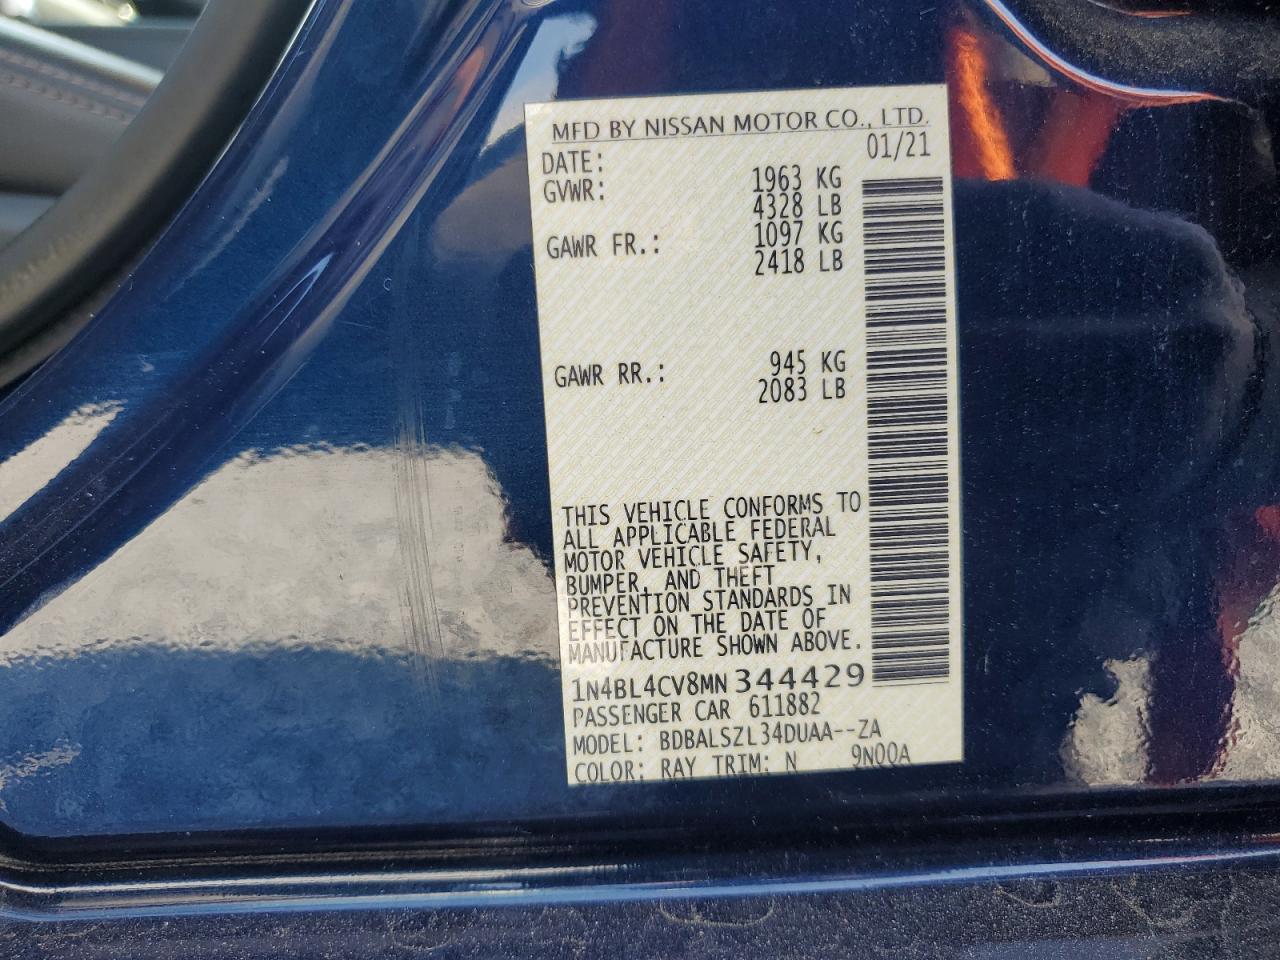 MFD BY NISSAN MOTOR CO., LTD.
DATE: 01/21
GVWR: 1963 KG
4328 LB
GAWR FR.: 1097 KG
2418 LB
GAWR RR.: 945 KG
2083 LB
THIS VEHICLE CONFORMS TO
ALL APPLICABLE FEDERAL
MOTOR VEHICLE SAFETY,
BUMPER, AND THEFT
PREVENTION STANDARDS IN
EFFECT ON THE DATE OF
MANUFACTURE SHOWN ABOVE.
1N4BL4CV8MN344429
PASSENGER CAR 611882
MODEL: BDBALSZL34DUAA--ZA
COLOR: RAY TRIM: N 9N00A